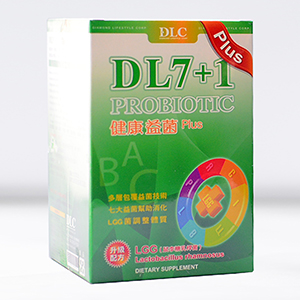 DLC
Plus
DL7+1
PROBIOTIC
健康益菌 Plus
多層包覆益菌技術
七大益菌幫助消化
LGG菌調整體質
升級
配方
LGG
Lactobacillus rhamnosus
DIETARY SUPPLEMENT